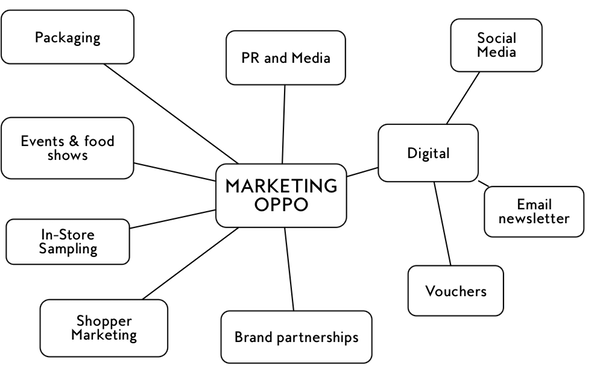 Packaging
PR and Media
Social
Media
Events & food
shows
Digital
MARKETING
OPPO
Email
newsletter
In-Store
Sampling
Vouchers
Shopper
Marketing
Brand partnerships